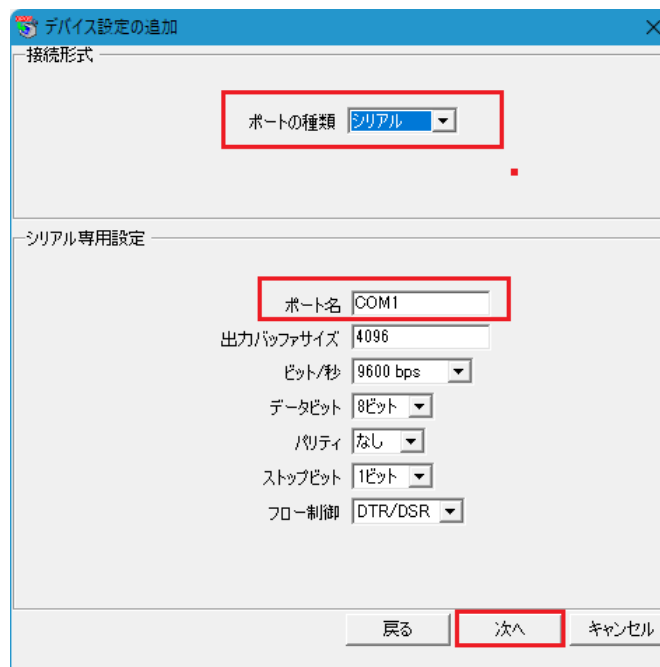 デバイス設定の追加
接続形式
ポートの種類 シリアル
シリアル専用設定
ポート名 COM1
出力バッファサイズ 4096
ビット/秒 9600 bps
データビット 8ビット
パリティ なし
ストップビット 1ビット
フロー制御 DTR/DSR
戻る 次へ キャンセル